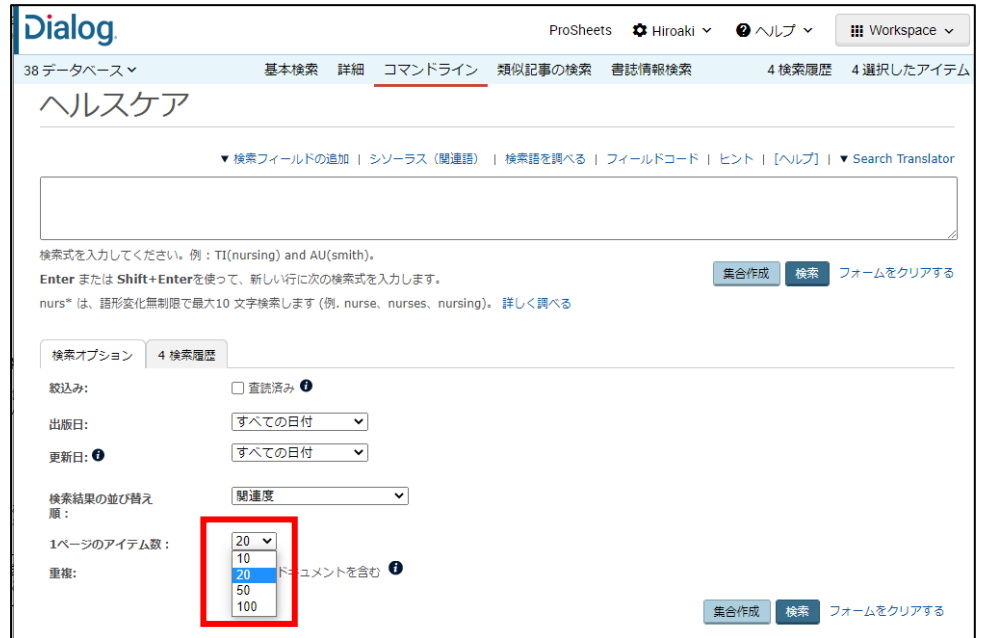 Dialog
ProSheets Hiroaki ヘルプ Workspace
38 データベース 基本検索 詳細 コマンドライン 類似記事の検索 書誌情報検索 4 検索履歴 4 選択したアイテム
ヘルスケア
▼ 検索フィールドの追加 | シソーラス（関連語） | 検索語を調べる | フィールドコード | ヒント | [ヘルプ] | ▼ Search Translator
検索式を入力してください。例 : TI(nursing) and AU(smith)。
Enter または Shift+Enterを使って、新しい行に次の検索式を入力します。
集合作成 検索 フォームをクリアする
nurs* は、語形変化無制限で最大10 文字検索します (例. nurse、nurses、nursing)。 詳しく調べる
検索オプション 4 検索履歴
絞込み: 査読済み
出版日: すべての日付
更新日: すべての日付
検索結果の並び替え順： 関連度
1ページのアイテム数： 20
10
20
50
100
重複: ドキュメントを含む
集合作成 検索 フォームをクリアする